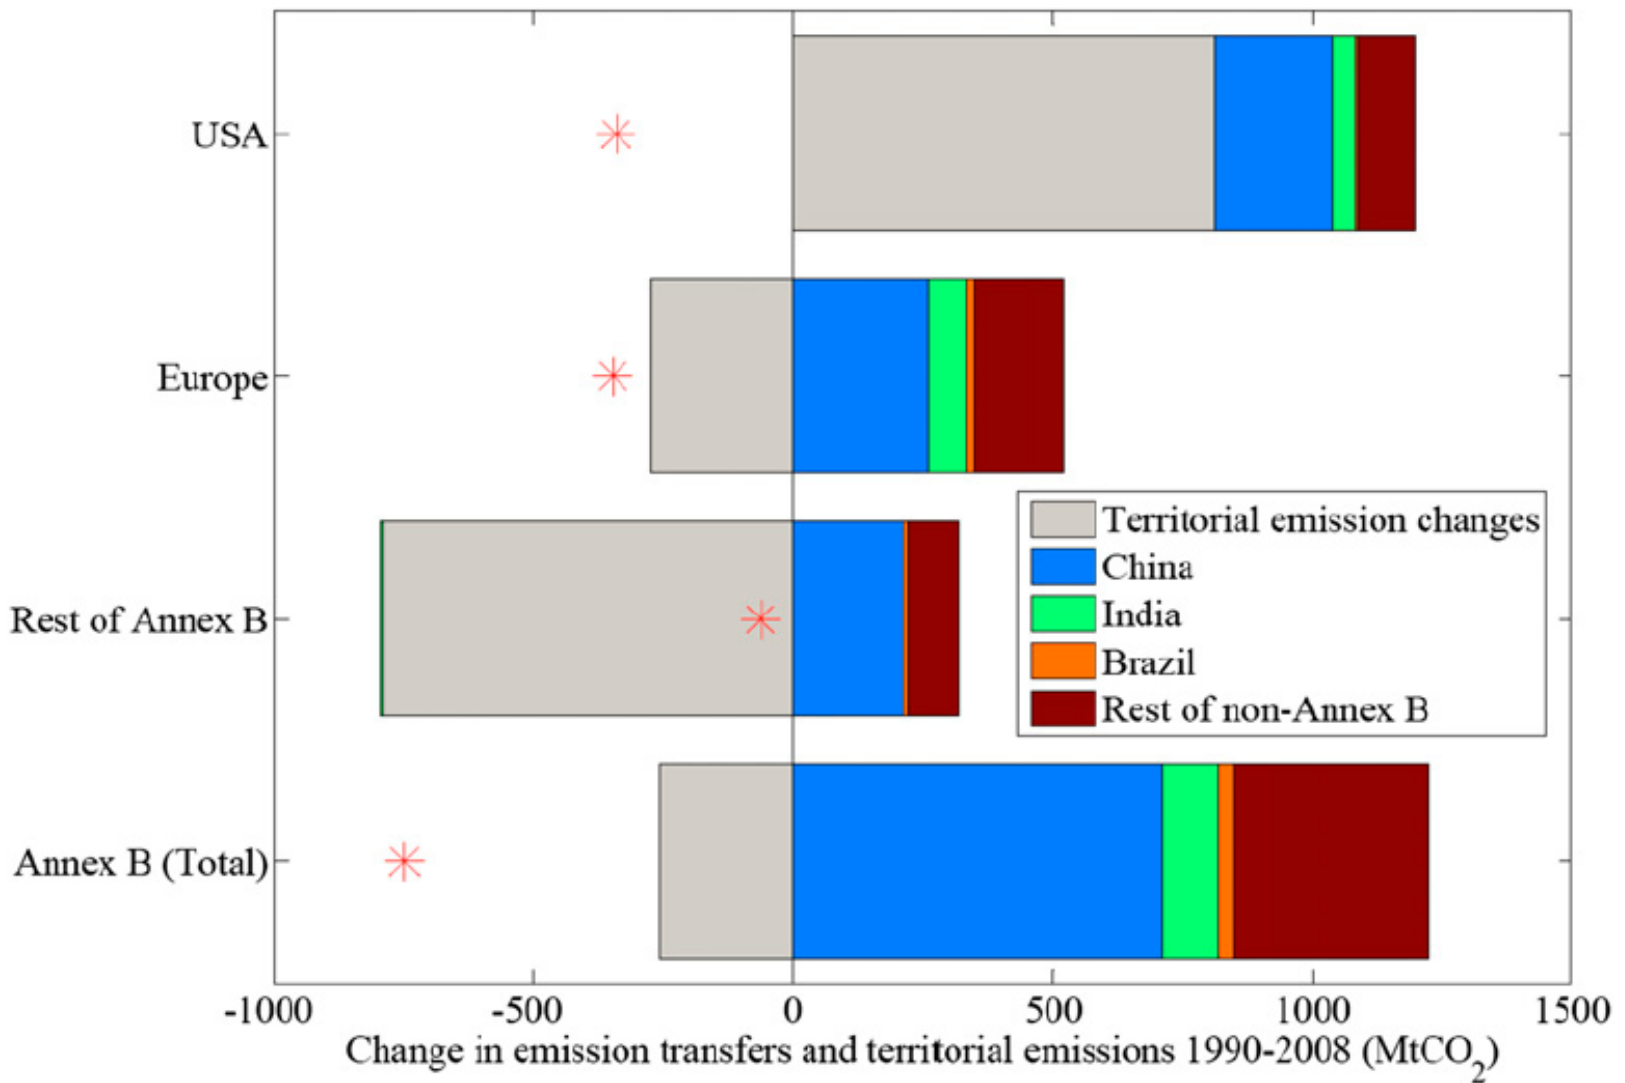 USA
Europe
Rest of Annex B
Annex B (Total)
Territorial emission changes
China
India
Brazil
Rest of non-Annex B
-1000 -500 0 500 1000 1500
Change in emission transfers and territorial emissions 1990-2008 (MtCO2)